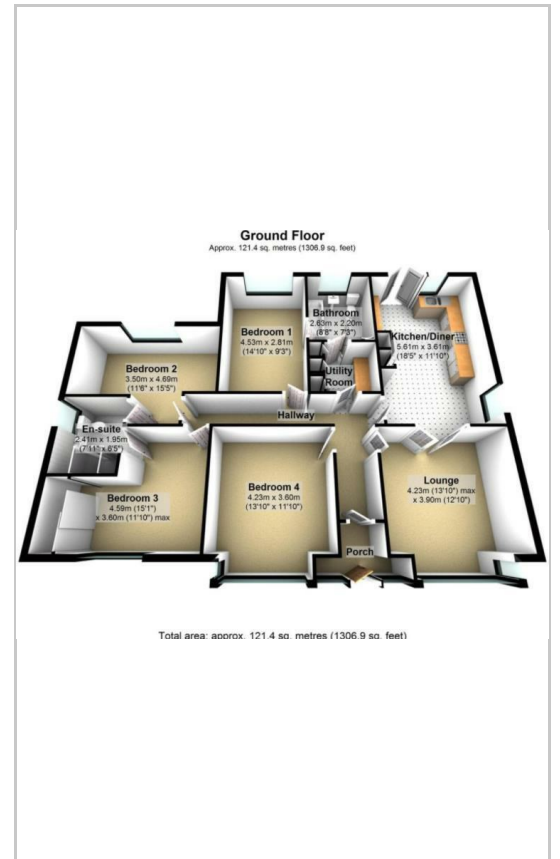 Ground Floor
Approx. 121.4 sq. metres (1306.9 sq. feet)
Bedroom 1
4.53m x 2.81m
(14'10" x 9'3")
Bathroom
2.63m x 2.20m
(8'8" x 7'3")
Kitchen/Diner
5.61m x 3.61m
(18'5" x 11'10")
Bedroom 2
3.50m x 4.69m
(11'6" x 15'5")
Utility
Room
Hallway
En-suite
2.41m x 1.95m
(7'11" x 6'5")
Bedroom 3
4.59m (15'1")
x 3.60m (11'10") max
Bedroom 4
4.23m x 3.60m
(13'10" x 11'10")
Lounge
4.23m (13'10") max
x 3.90m (12'10")
Porch
Total area: approx. 121.4 sq. metres (1306.9 sq. feet)